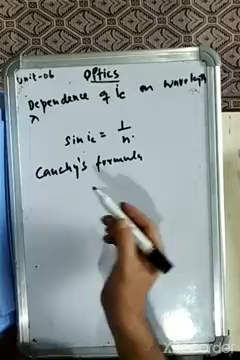 Unit-06
Optics
Dependence of ic on wavelength
λ
sin ic = 1/n.
Cauchy's formula